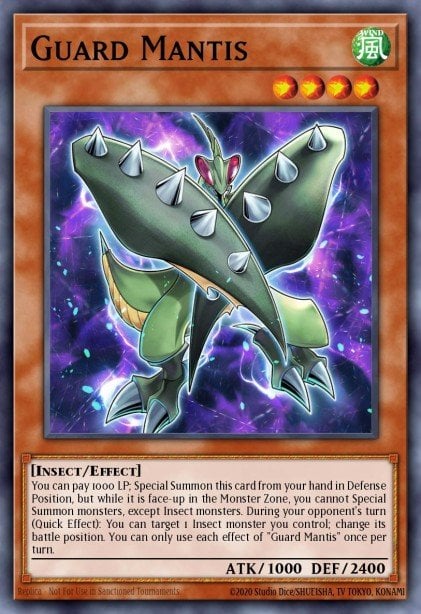 Guard Mantis
WIND
風
[Insect/Effect]
You can pay 1000 LP; Special Summon this card from your hand in Defense
Position, but while it is face-up in the Monster Zone, you cannot Special
Summon monsters, except Insect monsters. During your opponent's turn
(Quick Effect): You can target 1 Insect monster you control; change its
battle position. You can only use each effect of "Guard Mantis" once per
turn.
ATK/1000 DEF/2400
Replica - Not For Use in Sanctioned Tournaments
©2020 Studio Dice/SHUEISHA, TV TOKYO, KONAMI